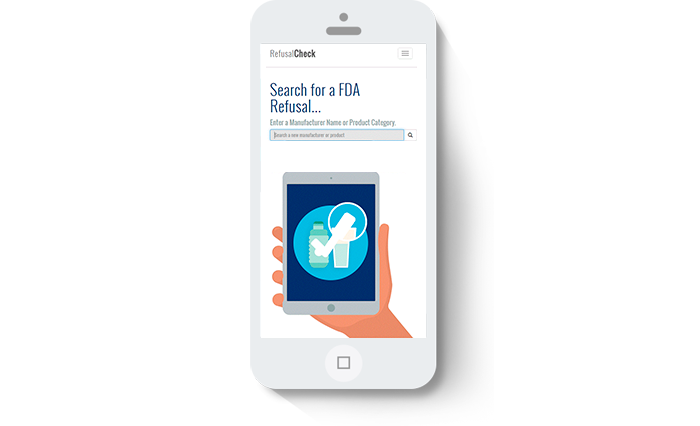 RefusalCheck
Search for a FDA
Refusal...
Enter a Manufacturer Name or Product Category.
Search a new manufacturer or product